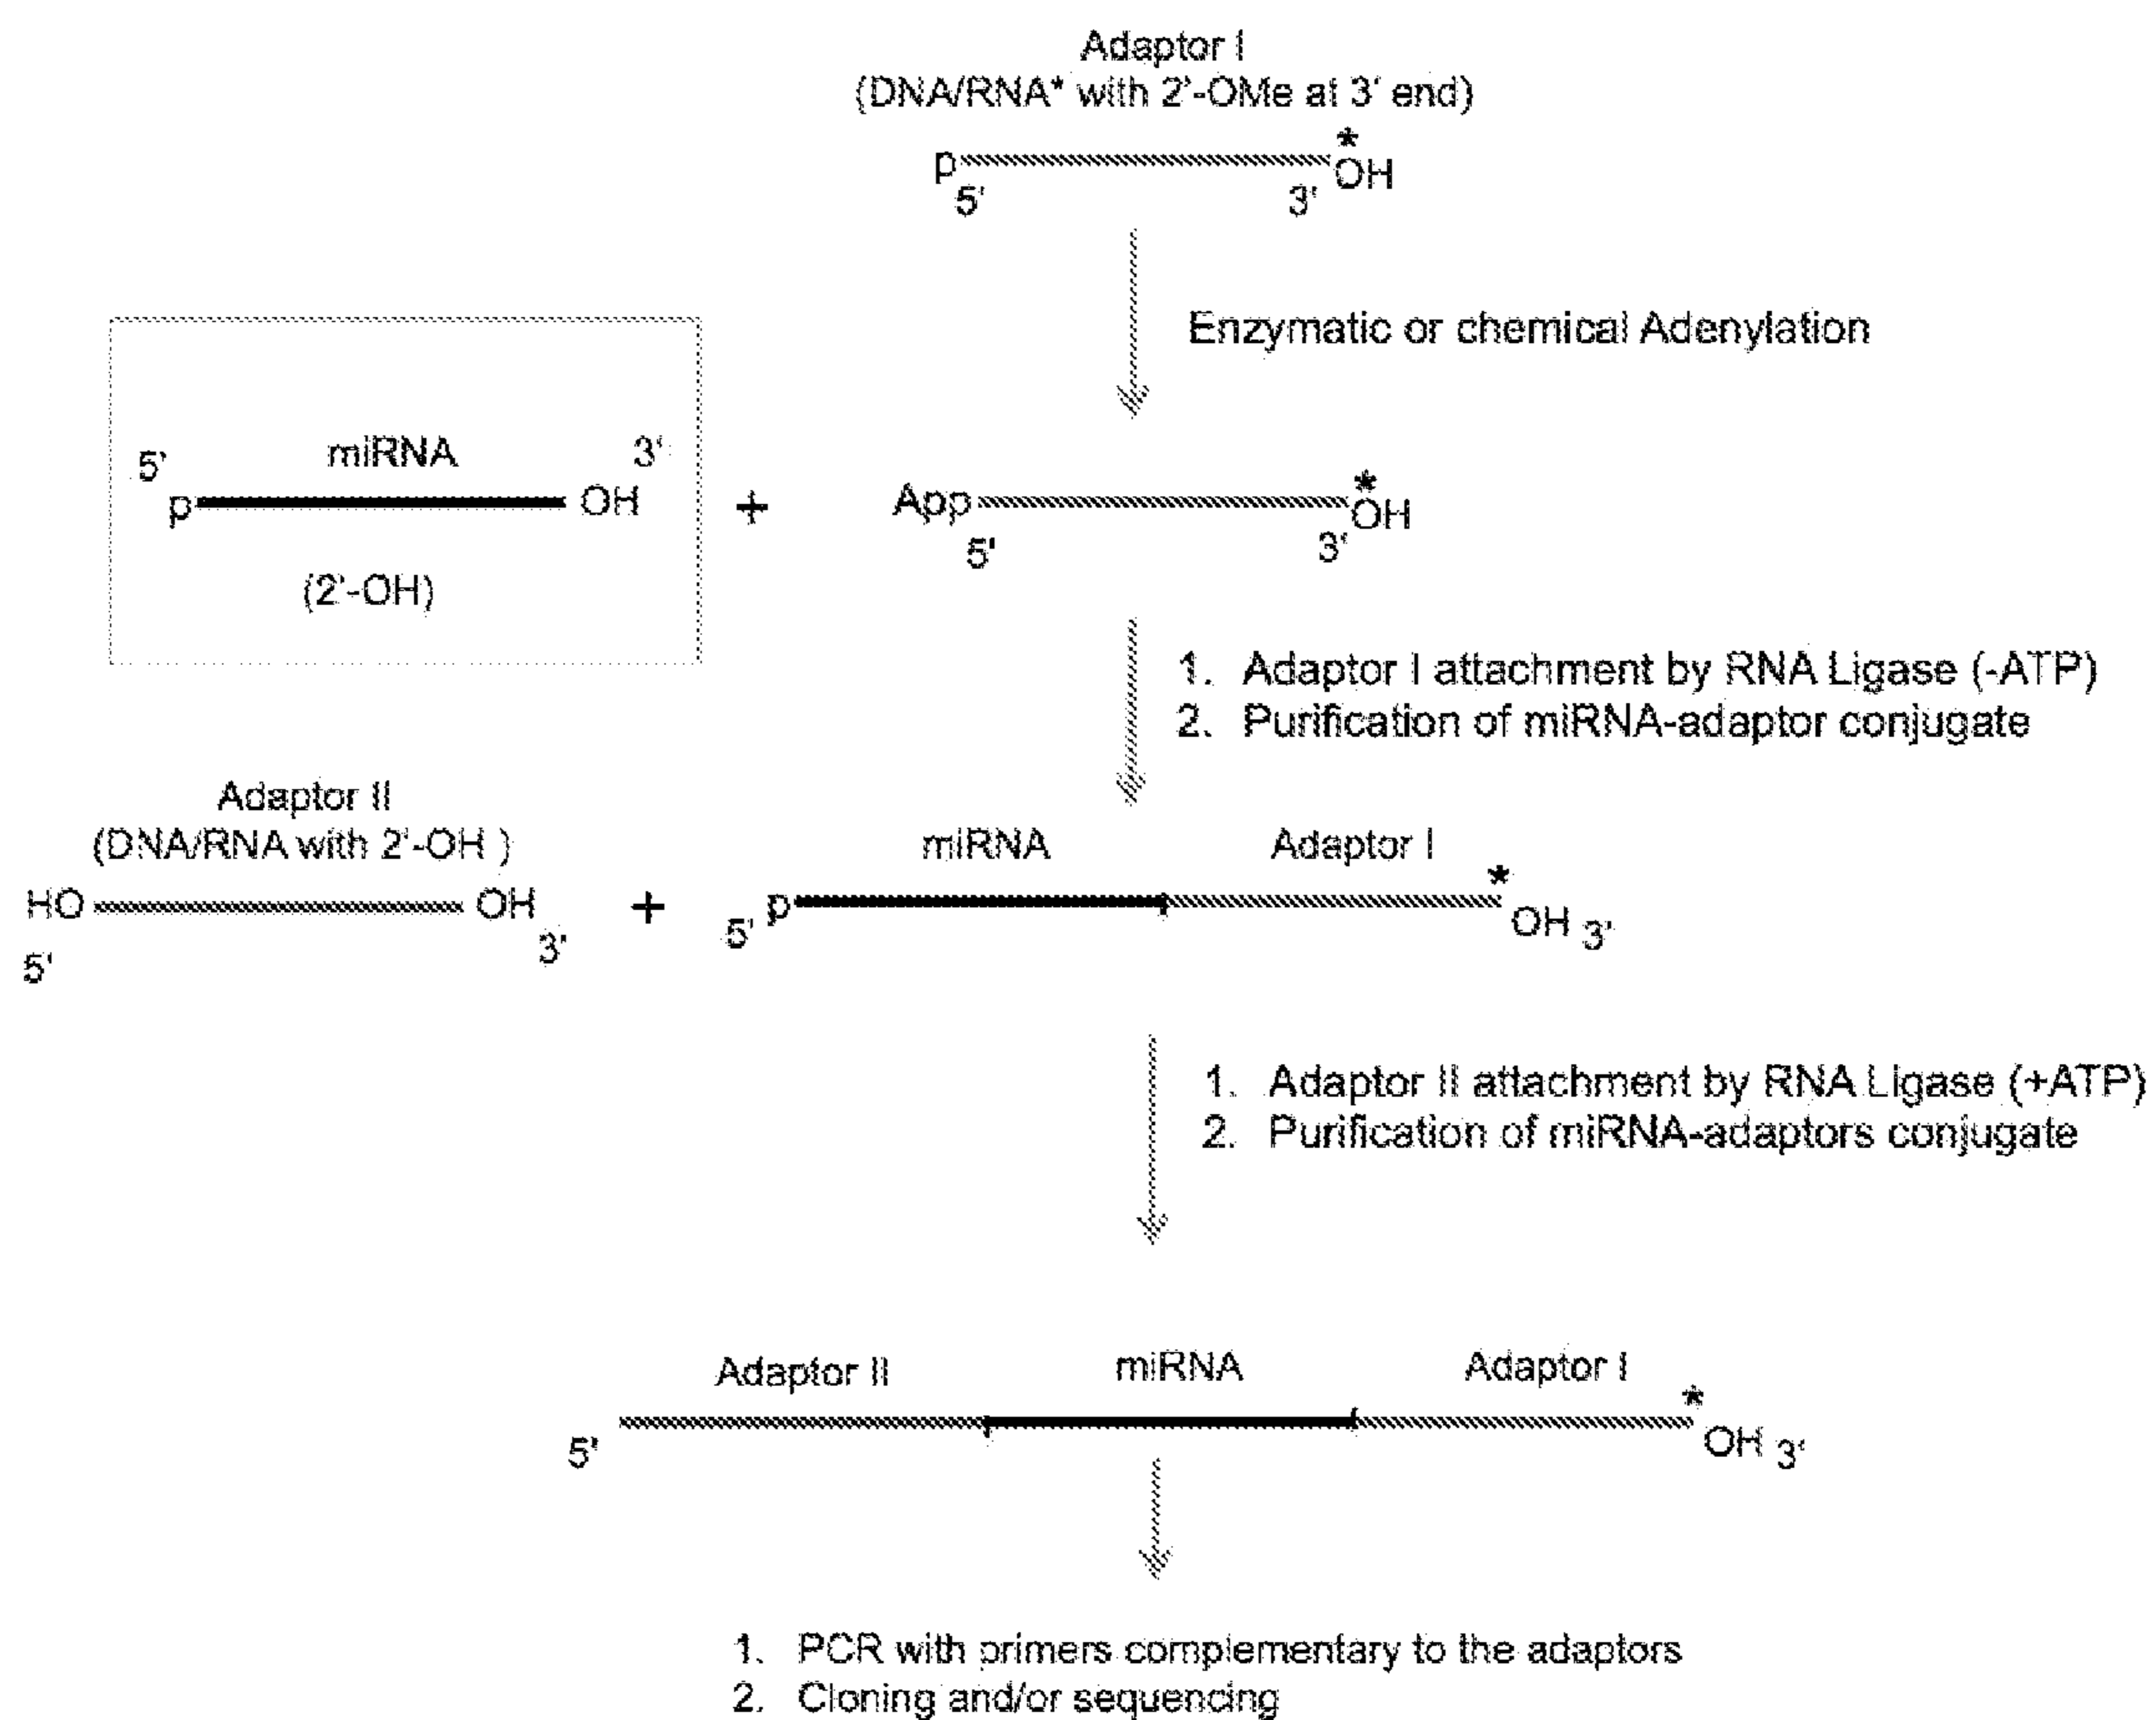 Adaptor I
(DNA/RNA* with 2'-OMe at 3' end)
*
p OH
5' 3'
Enzymatic or chemical Adenylation
5' miRNA 3'
p OH
(2'-OH)
+
*
App OH
5' 3'
1. Adaptor I attachment by RNA Ligase (-ATP)
2. Purification of miRNA-adaptor conjugate
Adaptor II
(DNA/RNA with 2'-OH )
HO OH
5' 3'
+
miRNA Adaptor I
*
5' p OH 3'
1. Adaptor II attachment by RNA Ligase (+ATP)
2. Purification of miRNA-adaptors conjugate
Adaptor II miRNA Adaptor I
*
5' OH 3'
1. PCR with primers complementary to the adaptors
2. Cloning and/or sequencing